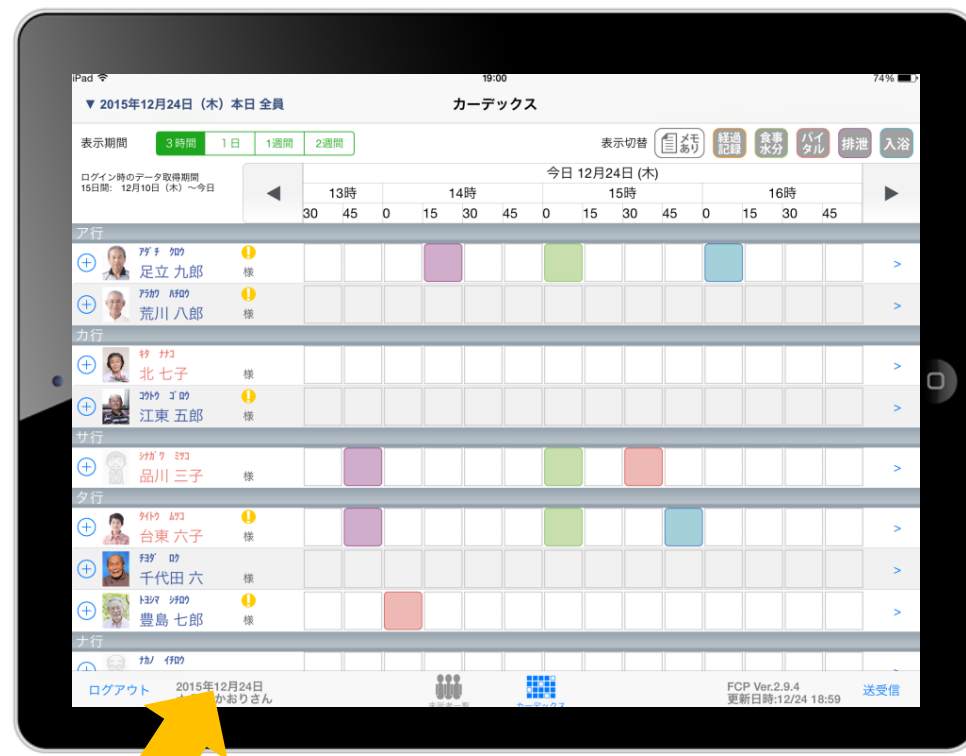 iPad 19:00 74%
▼ 2015年12月24日（木）本日 全員 カーデックス
表示期間 3時間 1日 1週間 2週間 表示切替 メモあり 経過記録 食事水分 バイタル 排泄 入浴
ログイン時のデータ取得期間
15日間: 12月10日（木）～今日
今日 12月24日 (木)
13時 14時 15時 16時
30 45 0 15 30 45 0 15 30 45 0 15 30 45
ア行
ｱﾀﾞﾁ ｸﾛｳ
足立 九郎 様 >
ｱﾗｶﾜ ﾊﾁﾛｳ
荒川 八郎 様 >
カ行
ｷﾀ ﾅﾅｺ
北 七子 様 >
ｺｳﾄｳ ｺﾞﾛｳ
江東 五郎 様 >
サ行
ｼﾅｶﾞﾜ ﾐﾂｺ
品川 三子 様 >
タ行
ﾀｲﾄｳ ﾑﾂｺ
台東 六子 様 >
ﾁﾖﾀﾞ ﾛｸ
千代田 六 様 >
ﾄﾖｼﾏ ｼﾁﾛｳ
豊島 七郎 様 >
ナ行
ﾅｶﾉ ｲﾁﾛｳ
ログアウト 2015年12月24日 FCP Ver.2.9.4 送受信
かおりさん カーデックス 更新日時:12/24 18:59